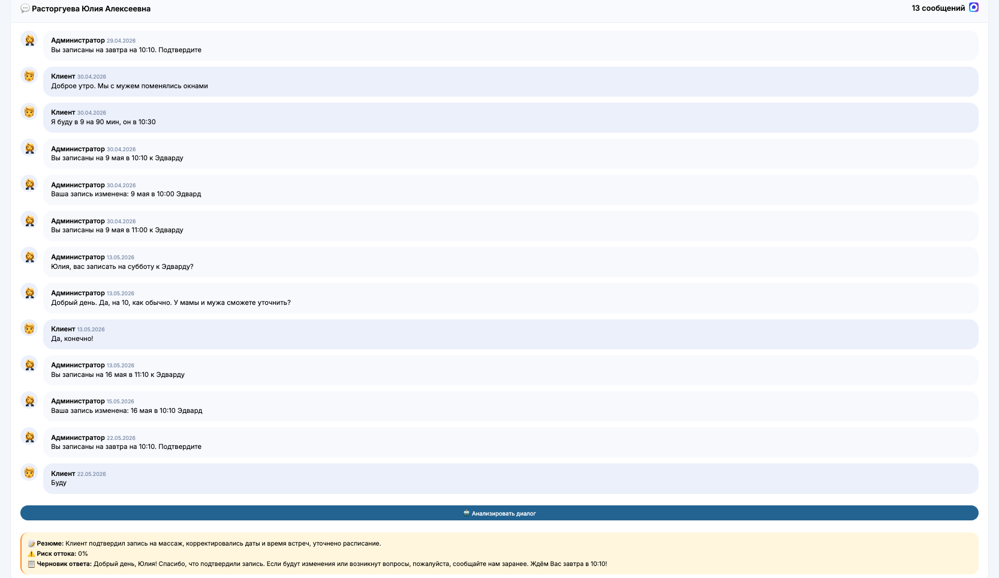 Расторгуева Юлия Алексеевна
13 сообщений
Администратор 29.04.2026
Вы записаны на завтра на 10:10. Подтвердите
Клиент 30.04.2026
Доброе утро. Мы с мужем поменялись окнами
Клиент 30.04.2026
Я буду в 9 на 90 мин, он в 10:30
Администратор 30.04.2026
Вы записаны на 9 мая в 10:10 к Эдварду
Администратор 30.04.2026
Ваша запись изменена: 9 мая в 10:00 Эдвард
Администратор 30.04.2026
Вы записаны на 9 мая в 11:00 к Эдварду
Администратор 13.05.2026
Юлия, вас записать на субботу к Эдварду?
Администратор 13.05.2026
Добрый день. Да, на 10, как обычно. У мамы и мужа сможете уточнить?
Клиент 13.05.2026
Да, конечно!
Администратор 13.05.2026
Вы записаны на 16 мая в 11:10 к Эдварду
Администратор 15.05.2026
Ваша запись изменена: 16 мая в 10:10 Эдвард
Администратор 22.05.2026
Вы записаны на завтра на 10:10. Подтвердите
Клиент 22.05.2026
Буду
Анализировать диалог
Резюме: Клиент подтвердил запись на массаж, корректировались даты и время встреч, уточнено расписание.
Риск оттока: 0%
Черновик ответа: Добрый день, Юлия! Спасибо, что подтвердили запись. Если будут изменения или возникнут вопросы, пожалуйста, сообщайте нам заранее. Ждём Вас завтра в 10:10!